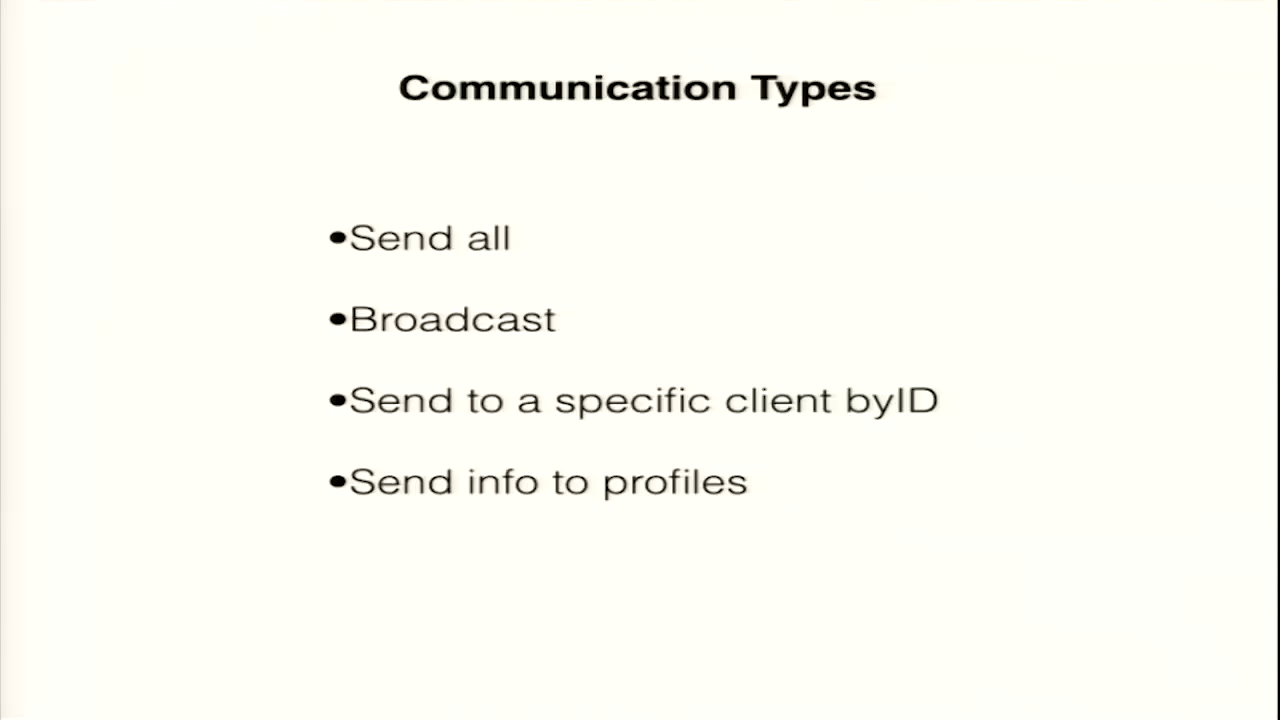 Communication Types
•Send all
•Broadcast
•Send to a specific client byID
•Send info to profiles